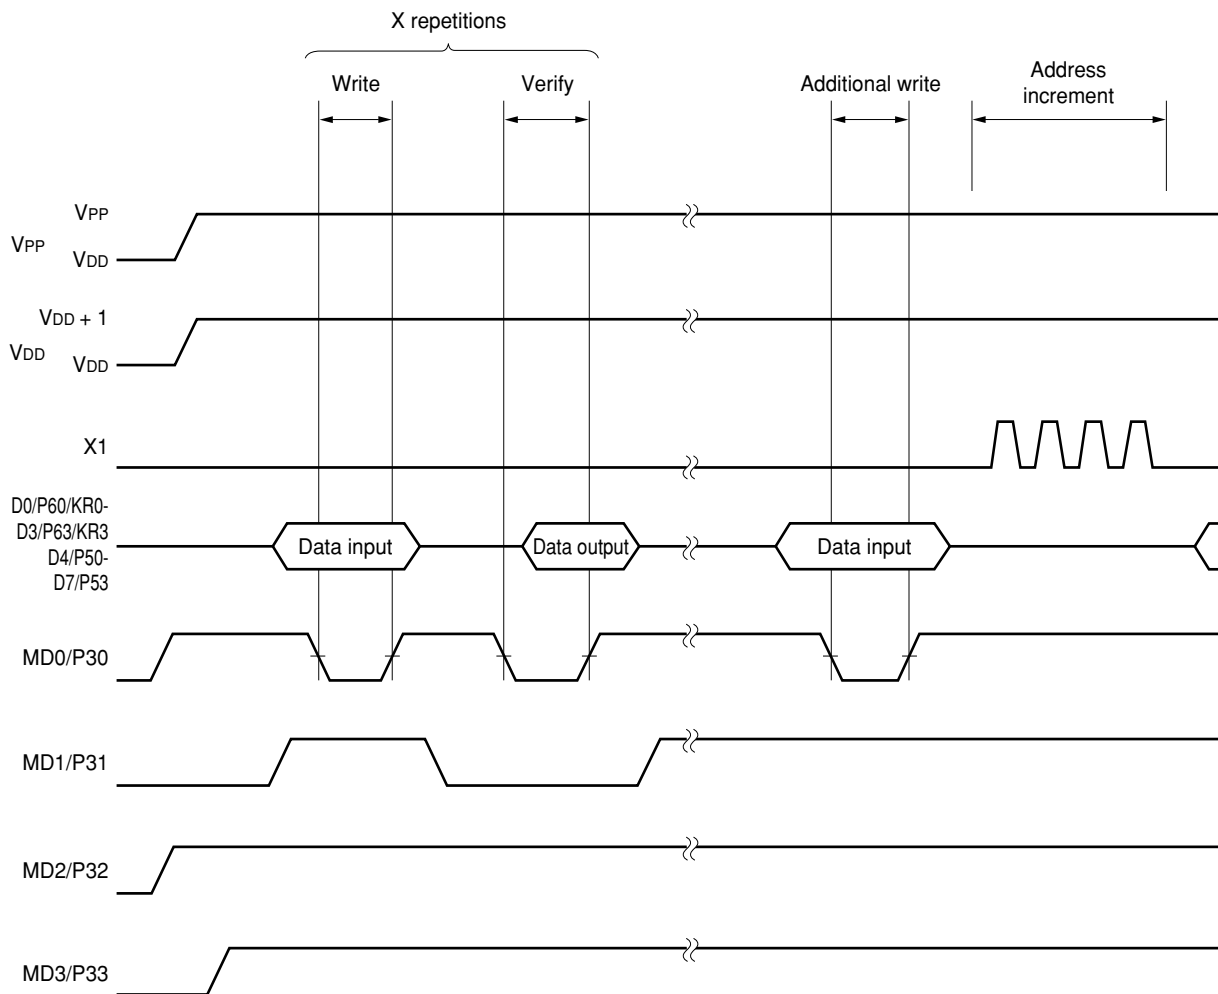 X repetitions
Write
Verify
Additional write
Address
increment
VPP
VPP
VDD
VDD + 1
VDD
VDD
X1
D0/P60/KR0-
D3/P63/KR3
D4/P50-
D7/P53
Data input
Data output
Data input
MD0/P30
MD1/P31
MD2/P32
MD3/P33